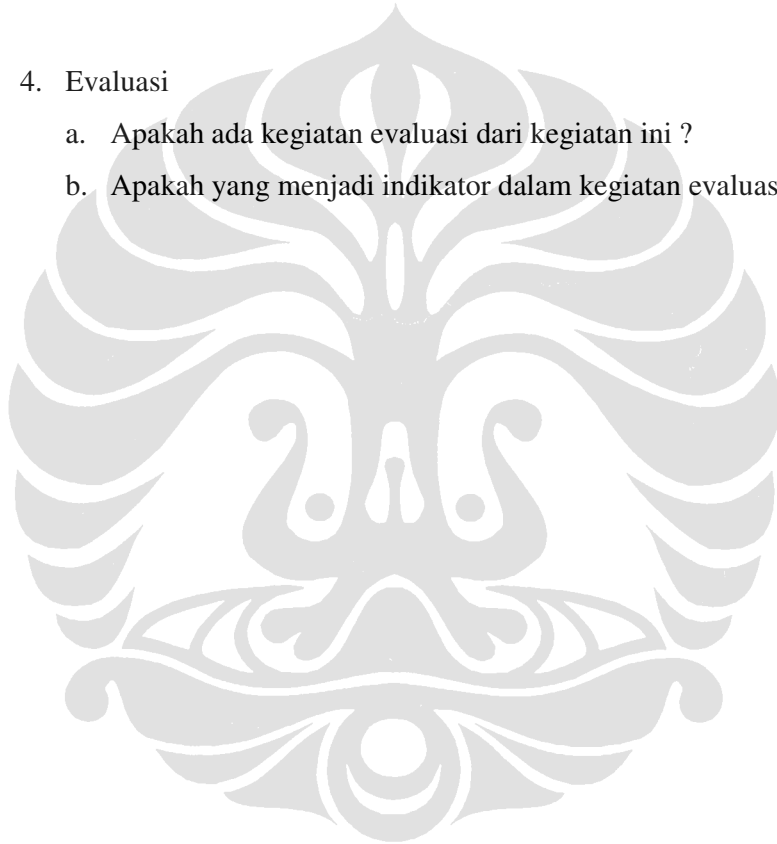 4. Evaluasi
a. Apakah ada kegiatan evaluasi dari kegiatan ini ?
b. Apakah yang menjadi indikator dalam kegiatan evaluas